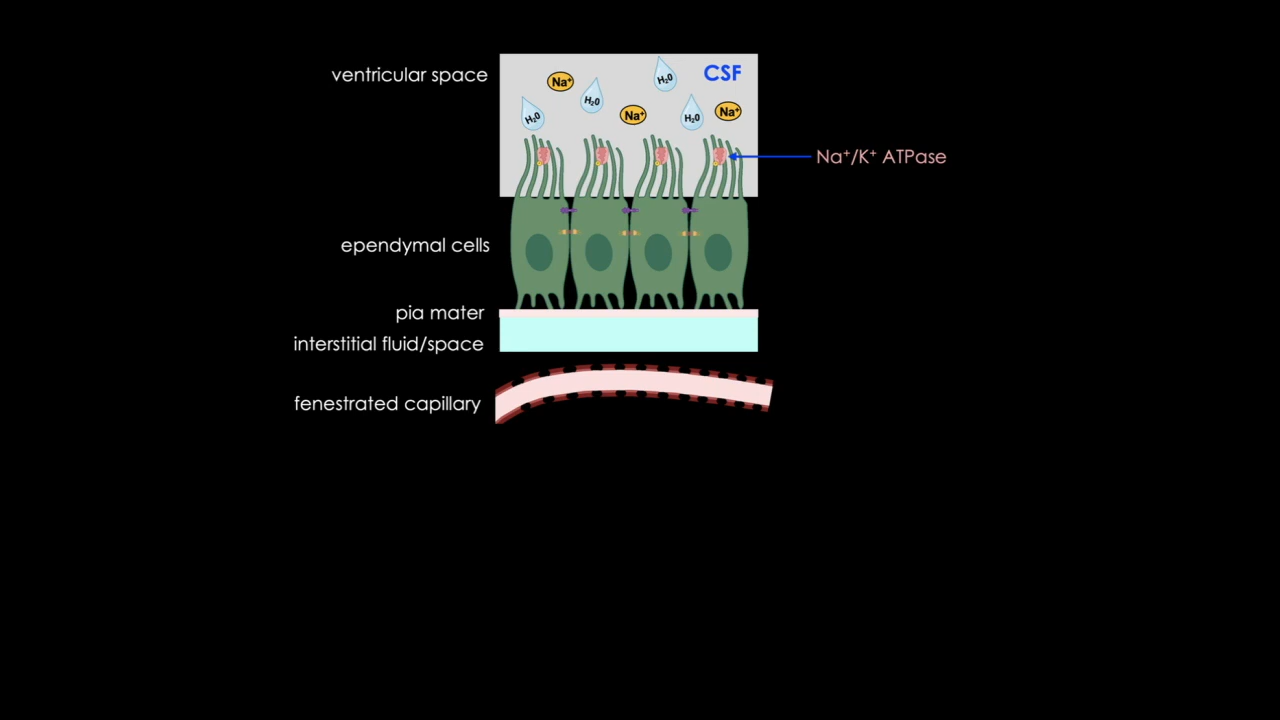 ventricular space
CSF
Na⁺
H₂0
H₂0
Na⁺
H₂0
H₂0
Na⁺
Na⁺/K⁺ ATPase
ependymal cells
pia mater
interstitial fluid/space
fenestrated capillary